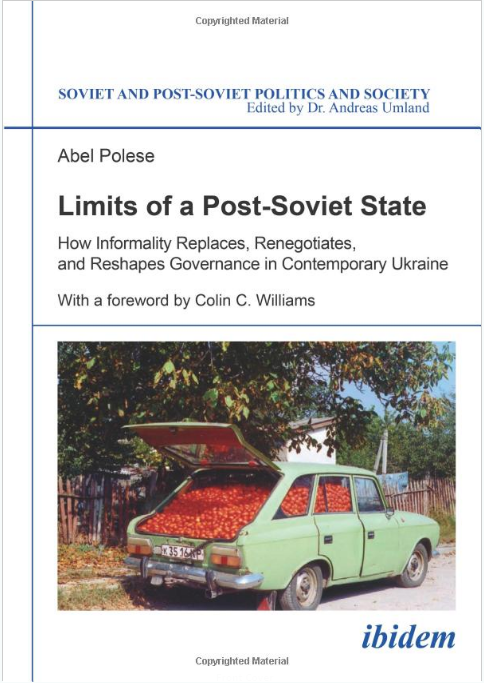 Copyrighted Material
SOVIET AND POST-SOVIET POLITICS AND SOCIETY
Edited by Dr. Andreas Umland
Abel Polese
Limits of a Post-Soviet State
How Informality Replaces, Renegotiates,
and Reshapes Governance in Contemporary Ukraine
With a foreword by Colin C. Williams
ibidem
Copyrighted Material